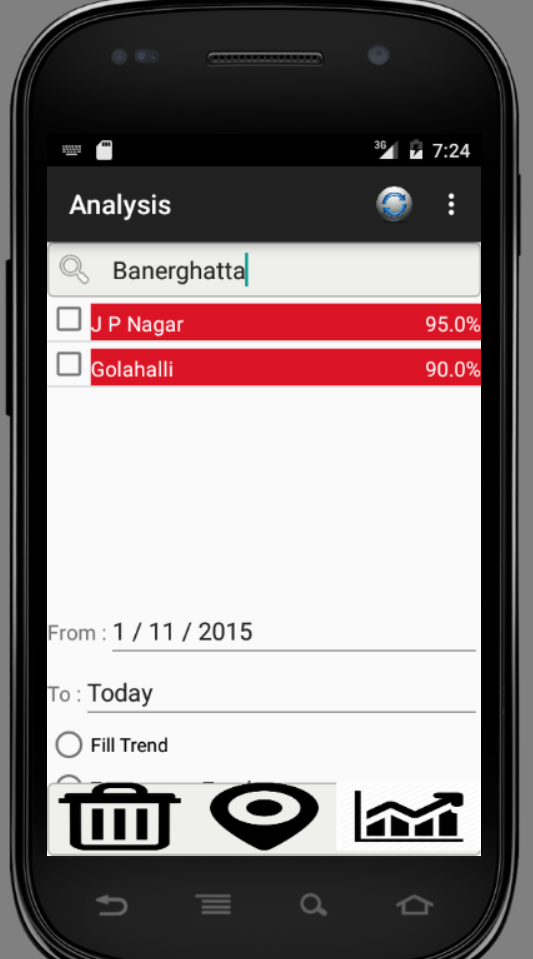 3G 7:24
Analysis
Banerghatta
J P Nagar 95.0%
Golahalli 90.0%
From : 1 / 11 / 2015
To : Today
Fill Trend